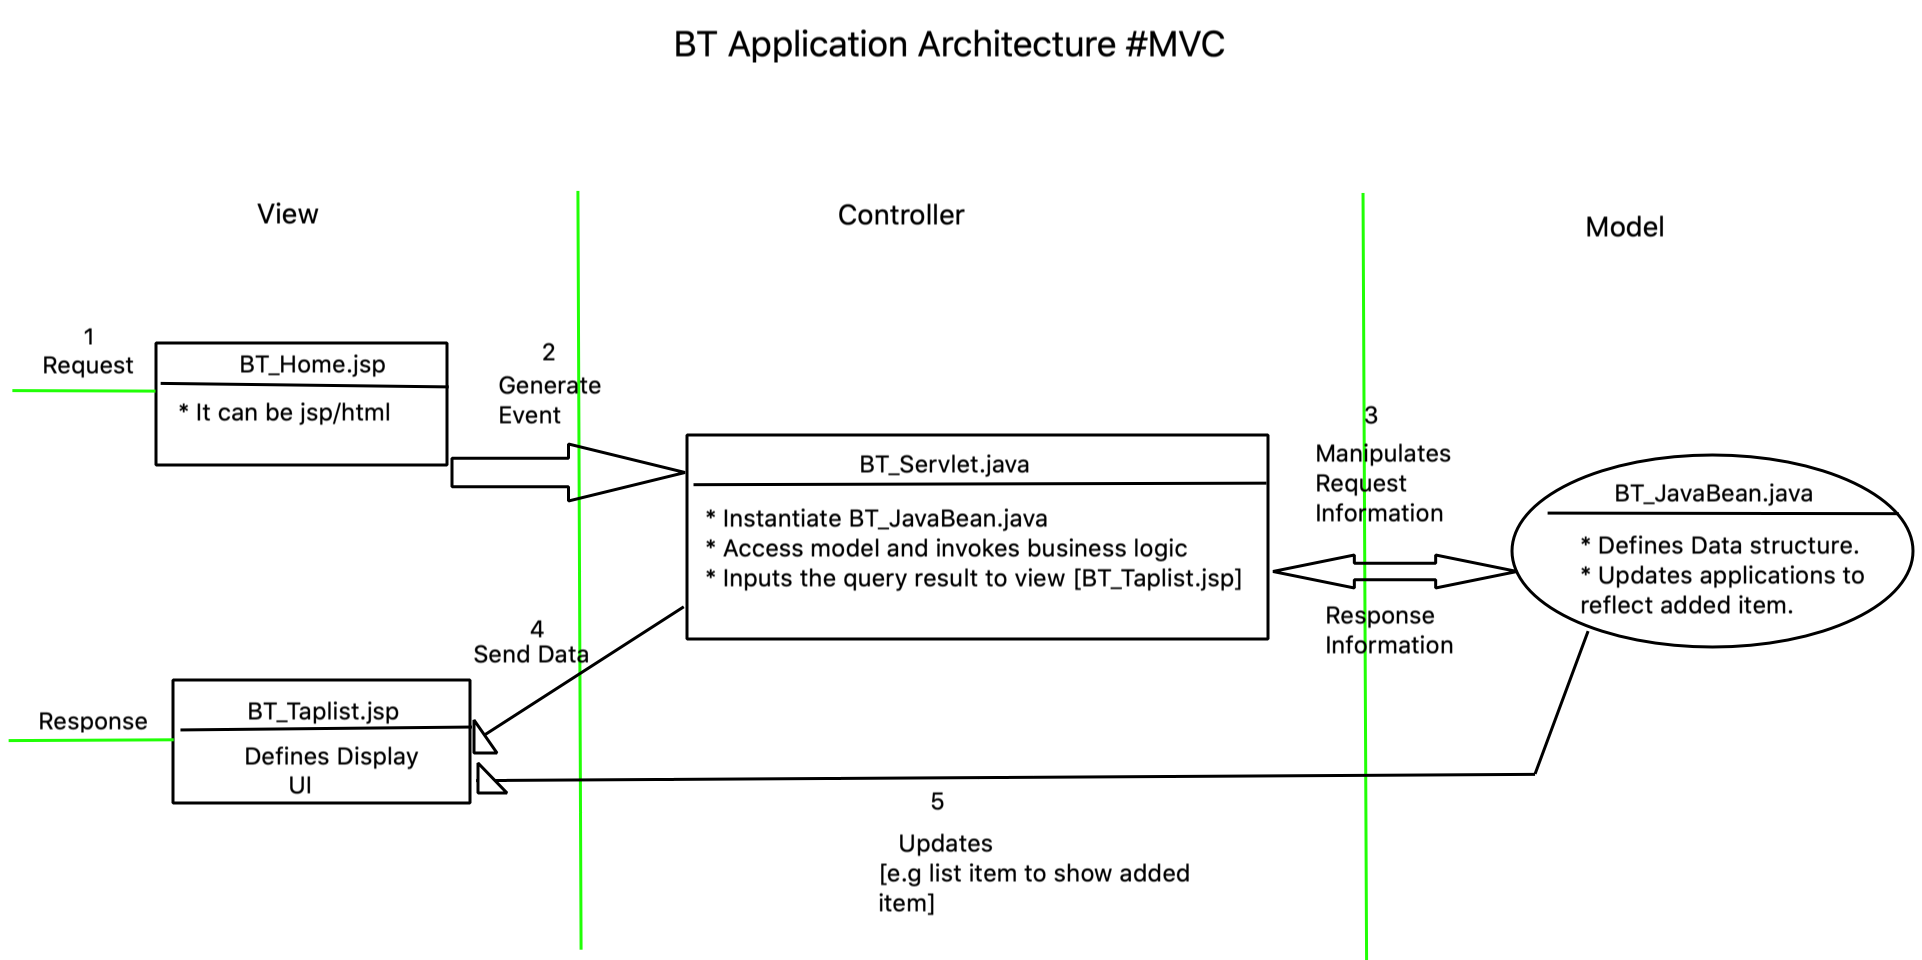 BT Application Architecture #MVC
View
Controller
Model
1
Request
BT_Home.jsp
* It can be jsp/html
2
Generate
Event
BT_Servlet.java
* Instantiate BT_JavaBean.java
* Access model and invokes business logic
* Inputs the query result to view [BT_Taplist.jsp]
3
Manipulates
Request
Information
Response
Information
BT_JavaBean.java
* Defines Data structure.
* Updates applications to
reflect added item.
4
Send Data
Response
BT_Taplist.jsp
Defines Display
UI
5
Updates
[e.g list item to show added
item]